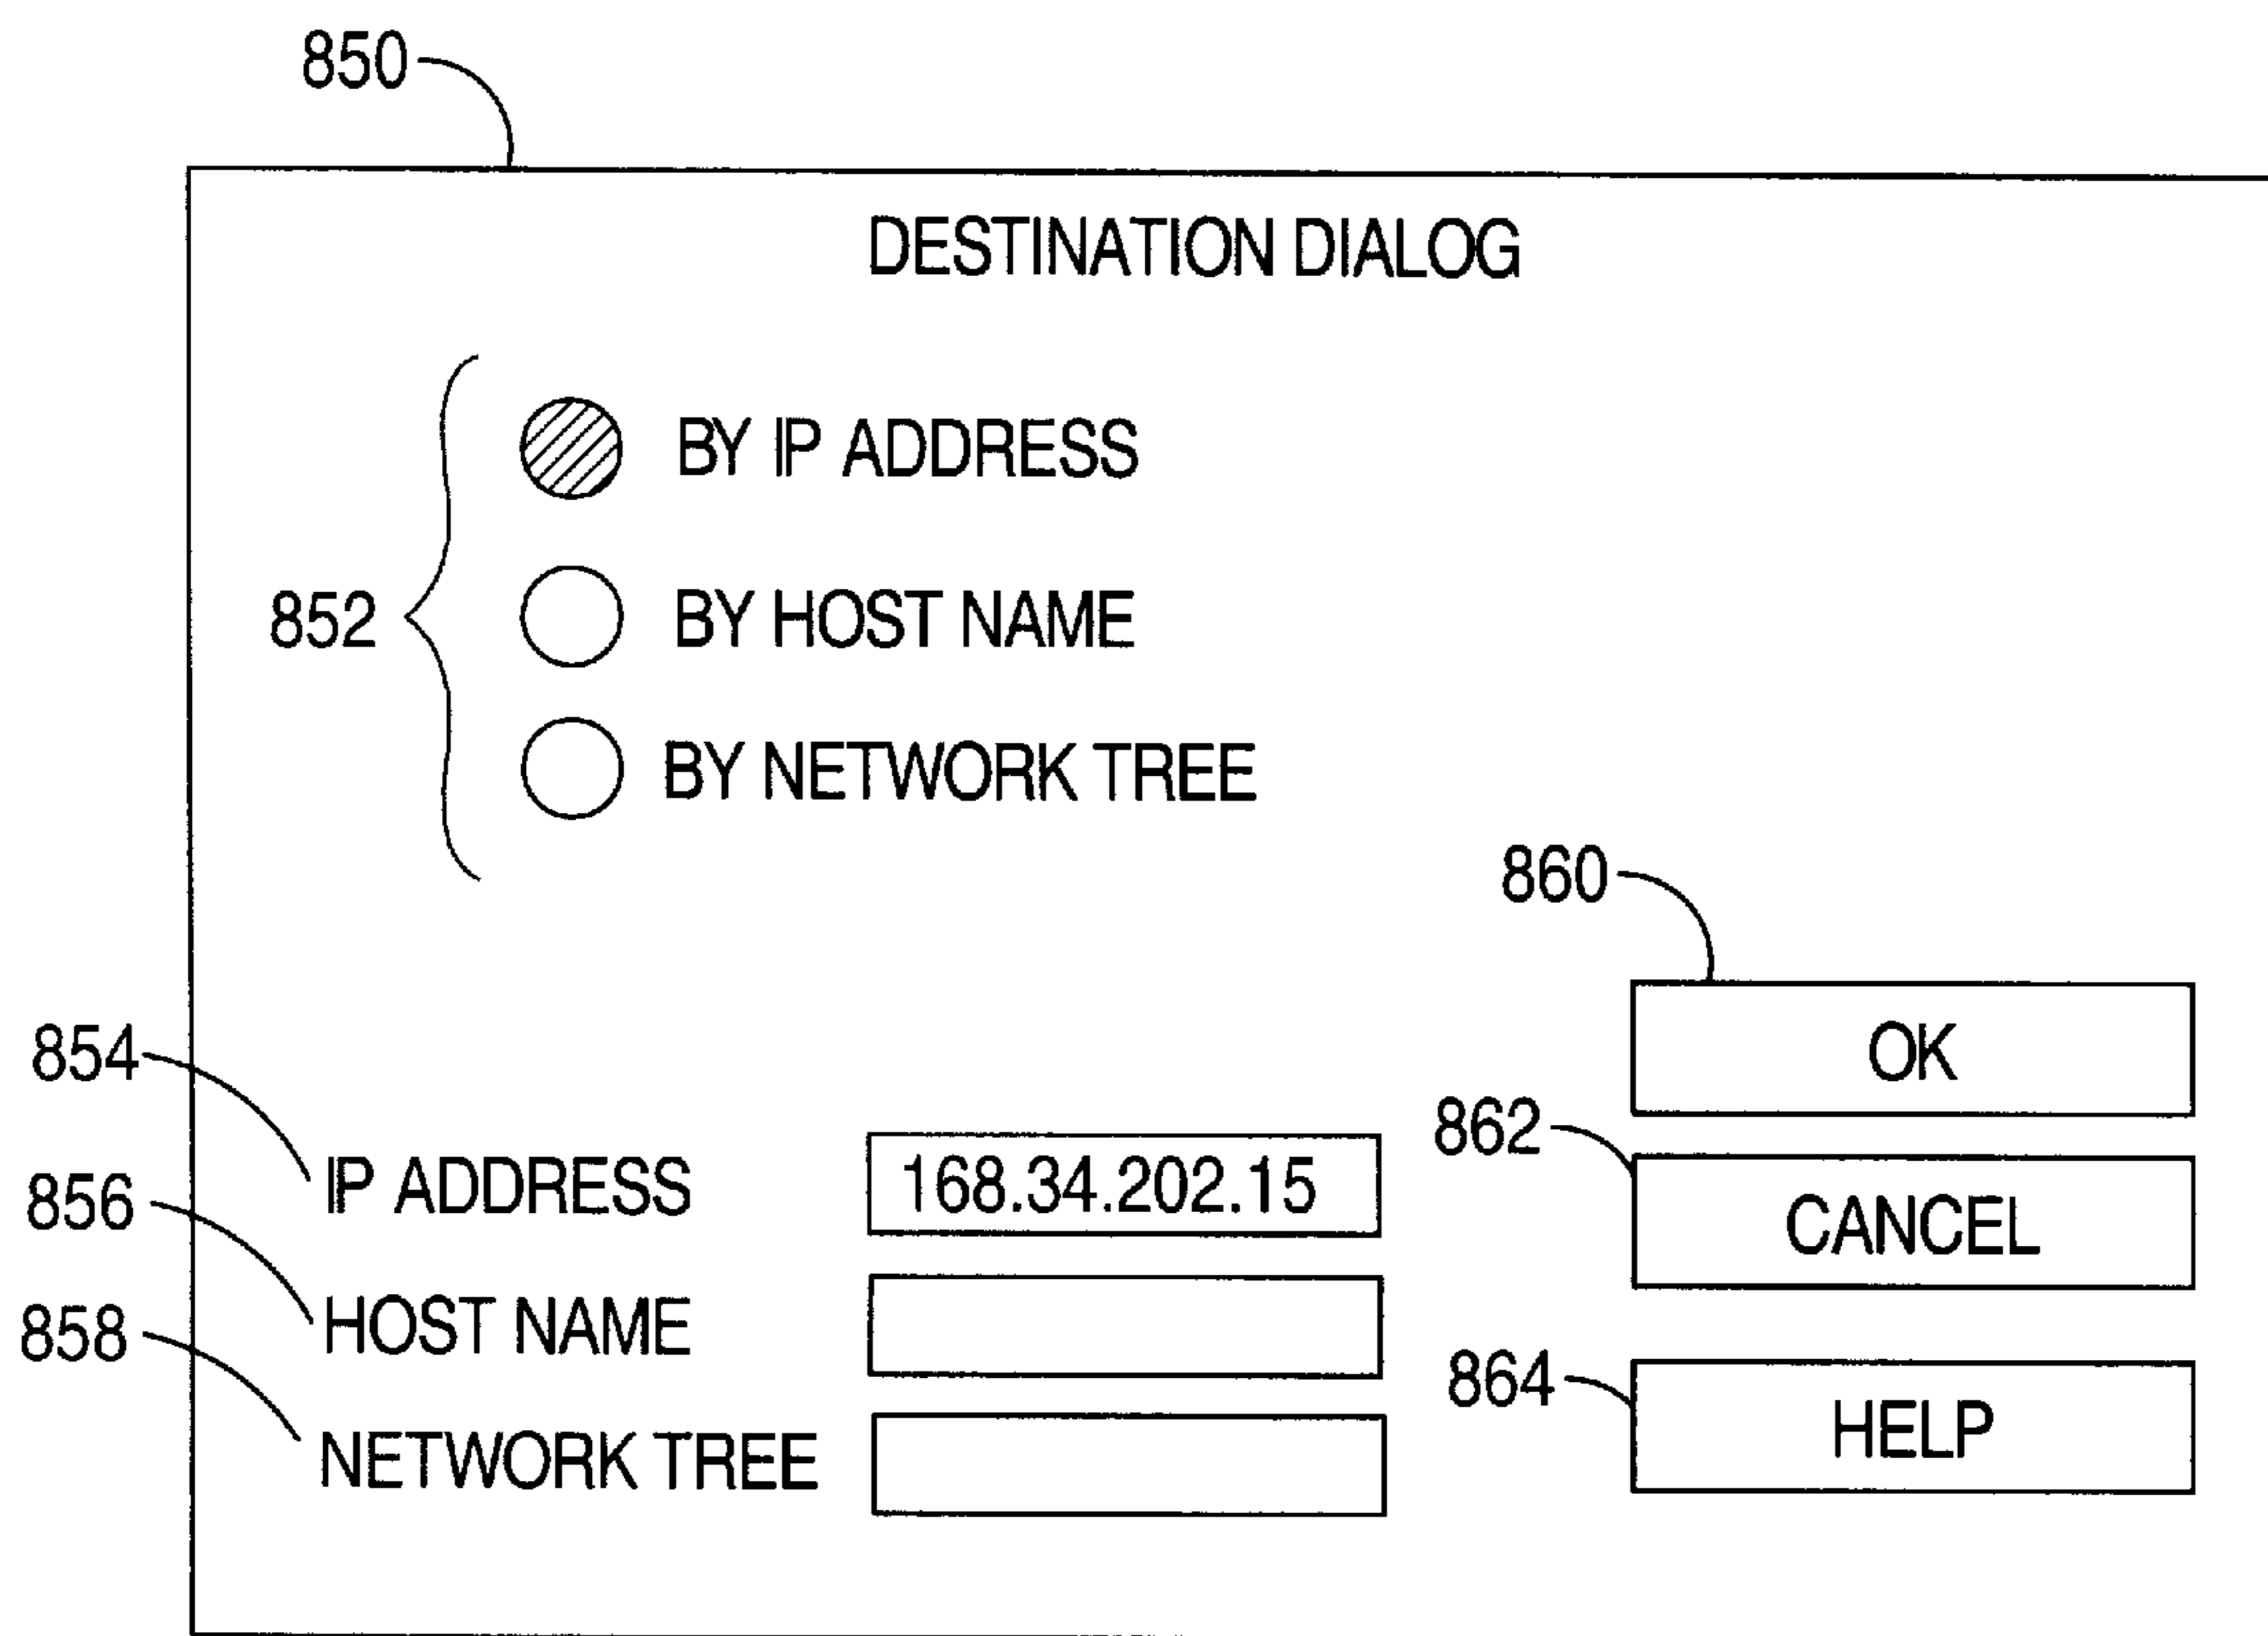 850
DESTINATION DIALOG
BY IP ADDRESS
852
BY HOST NAME
BY NETWORK TREE
860
OK
854
IP ADDRESS
168.34.202.15
862
CANCEL
856
HOST NAME
858
NETWORK TREE
864
HELP